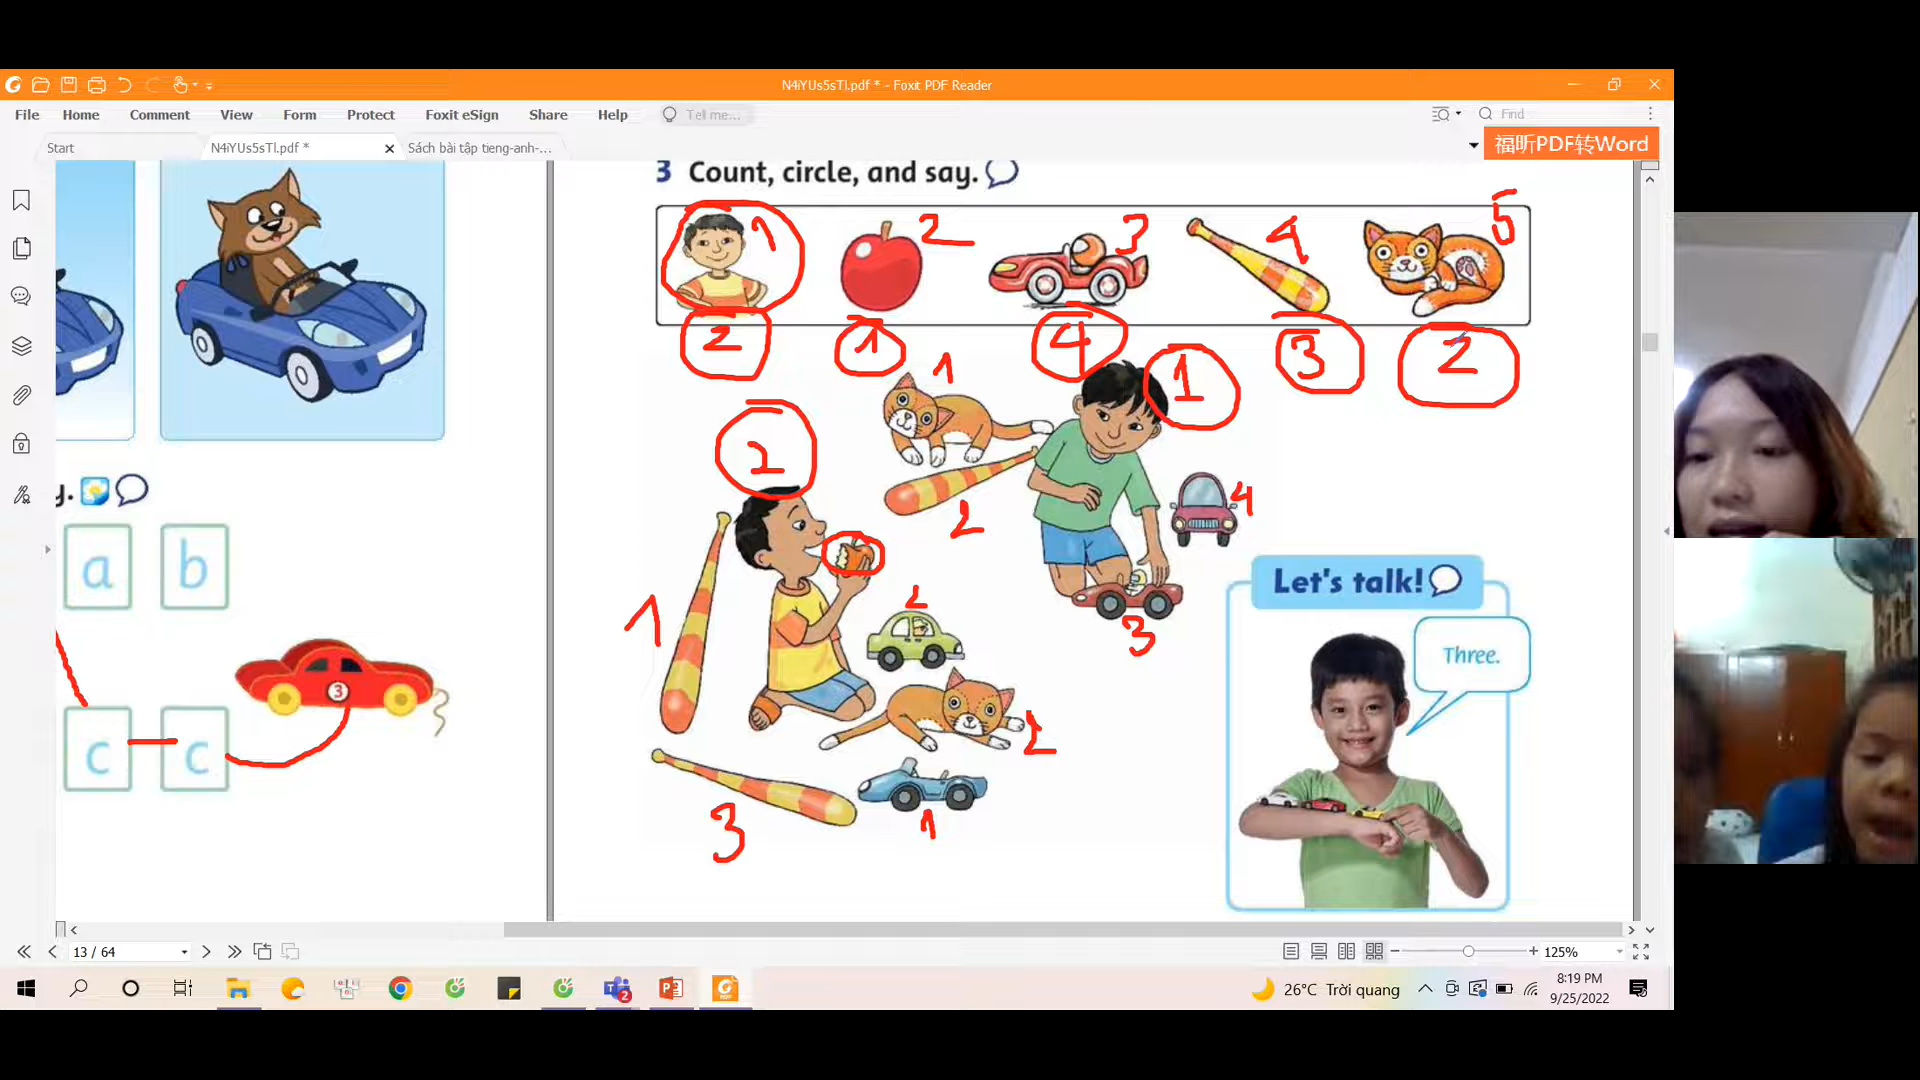 N4iYUs5sTl.pdf * - Foxit PDF Reader
File Home Comment View Form Protect Foxit eSign Share Help Tell me... Find
Start N4iYUs5sTl.pdf * Sách bài tập tieng-anh-... 福昕PDF转Word
3 Count, circle, and say.
1 2 3 4 5
2 1 4 3 2
1 1
2
2 4
y.
a b
1 2 3
Let's talk!
Three.
3
c c
2
3 1
13 / 64 125%
26°C Trời quang 8:19 PM
2 9/25/2022